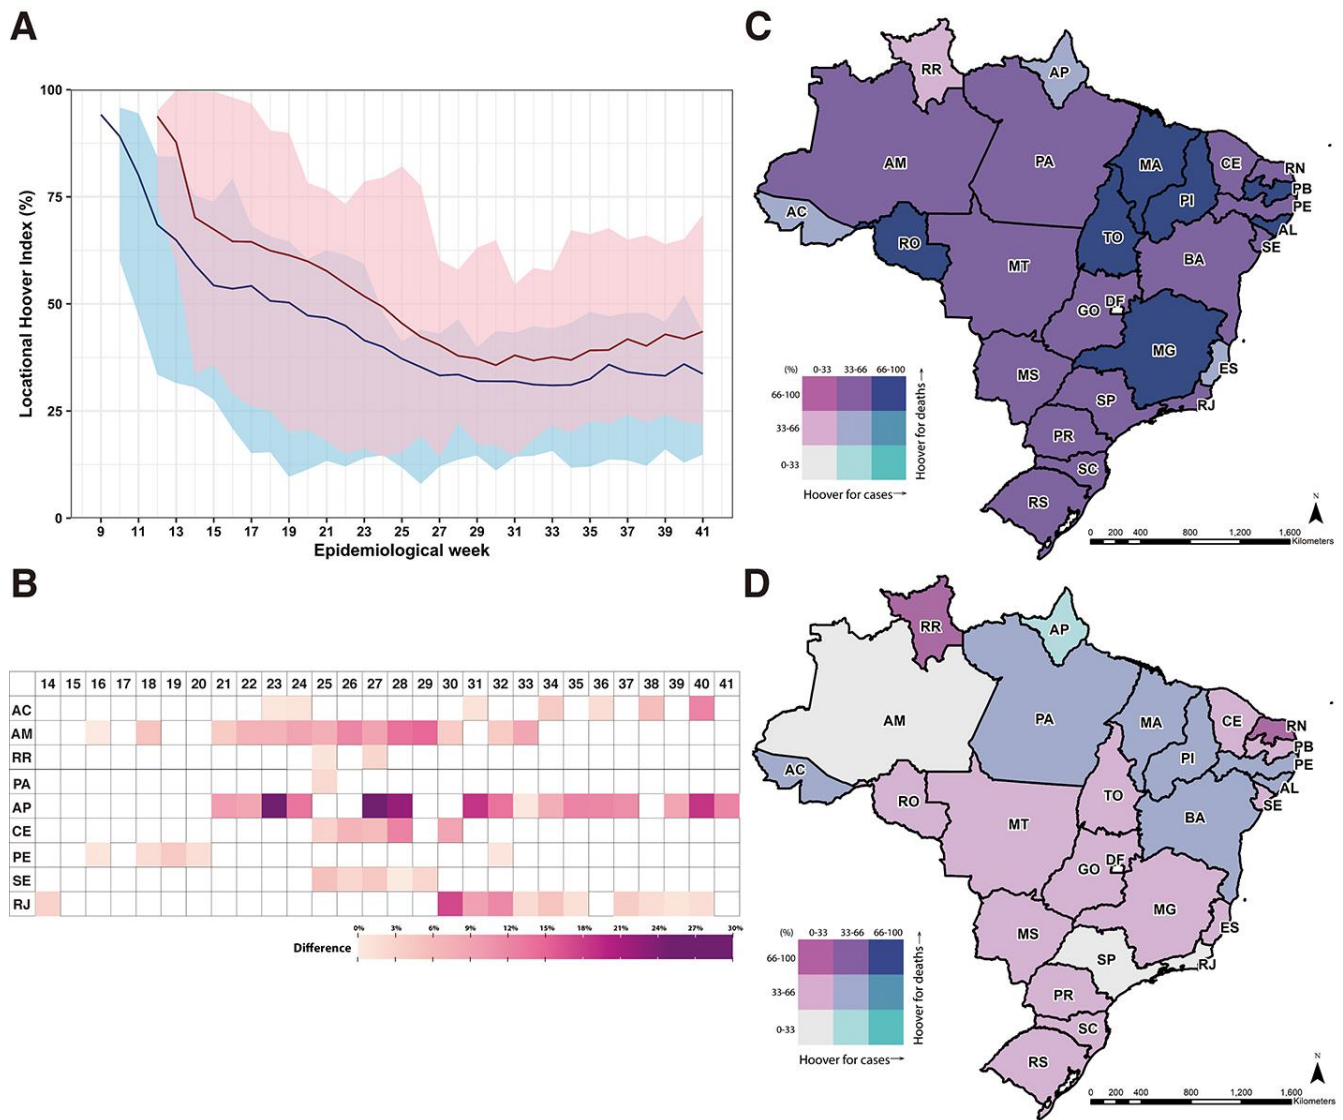 A
100
75
50
25
0
Locational Hoover Index (%)
9 11 13 15 17 19 21 23 25 27 29 31 33 35 37 39 41
Epidemiological week
B
14 15 16 17 18 19 20 21 22 23 24 25 26 27 28 29 30 31 32 33 34 35 36 37 38 39 40 41
AC
AM
RR
PA
AP
CE
PE
SE
RJ
Difference
0% 3% 6% 9% 12% 15% 18% 21% 24% 27% 30%
C
RR
AP
AM
PA
MA
CE
RN
PB
PE
PI
AC
AL
SE
RO
TO
BA
MT
GO
DF
MG
ES
MS
SP
RJ
PR
SC
RS
(%) 0-33 33-66 66-100
66-100
33-66
0-33
Hoover for deaths→
Hoover for cases→
N
0 200 400 800 1,200 1,600
Kilometers
D
RR
AP
AM
PA
MA
CE
RN
PB
PE
PI
AC
AL
SE
RO
TO
BA
MT
GO
DF
MG
ES
MS
SP
RJ
PR
SC
RS
(%) 0-33 33-66 66-100
66-100
33-66
0-33
Hoover for deaths→
Hoover for cases→
N
0 200 400 800 1,200 1,600
Kilometers